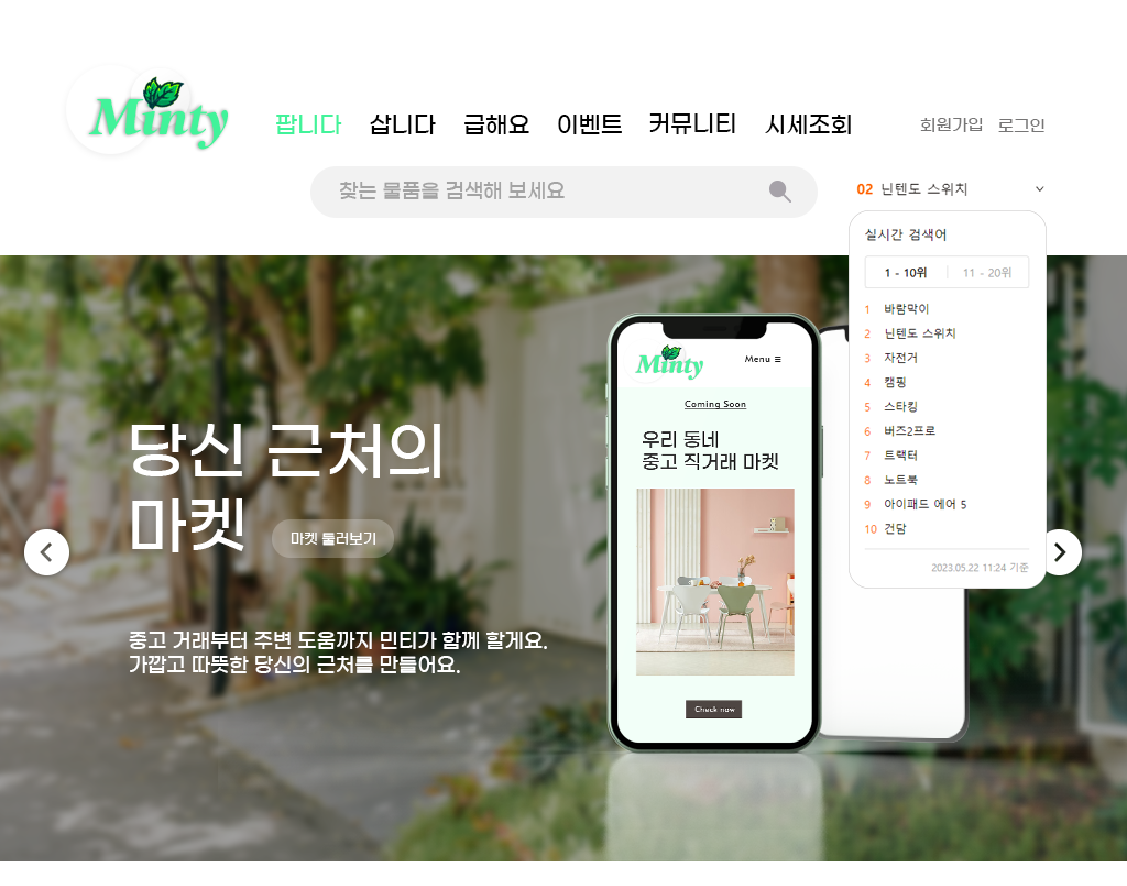 Minty
팝니다 삽니다 급해요 이벤트 커뮤니티 시세조회
회원가입 로그인
찾는 물품을 검색해 보세요
02 닌텐도 스위치
실시간 검색어
1 - 10위 11 - 20위
1 바람막이
2 닌텐도 스위치
3 자전거
4 캠핑
5 스타킹
6 버즈2프로
7 트랙터
8 노트북
9 아이패드 에어 5
10 건담
2023.05.22 11:24 기준
당신 근처의
마켓
마켓 둘러보기
중고 거래부터 주변 도움까지 민티가 함께 할게요.
가깝고 따뜻한 당신의 근처를 만들어요.
Minty
Menu
Coming Soon
우리 동네
중고 직거래 마켓
Check now